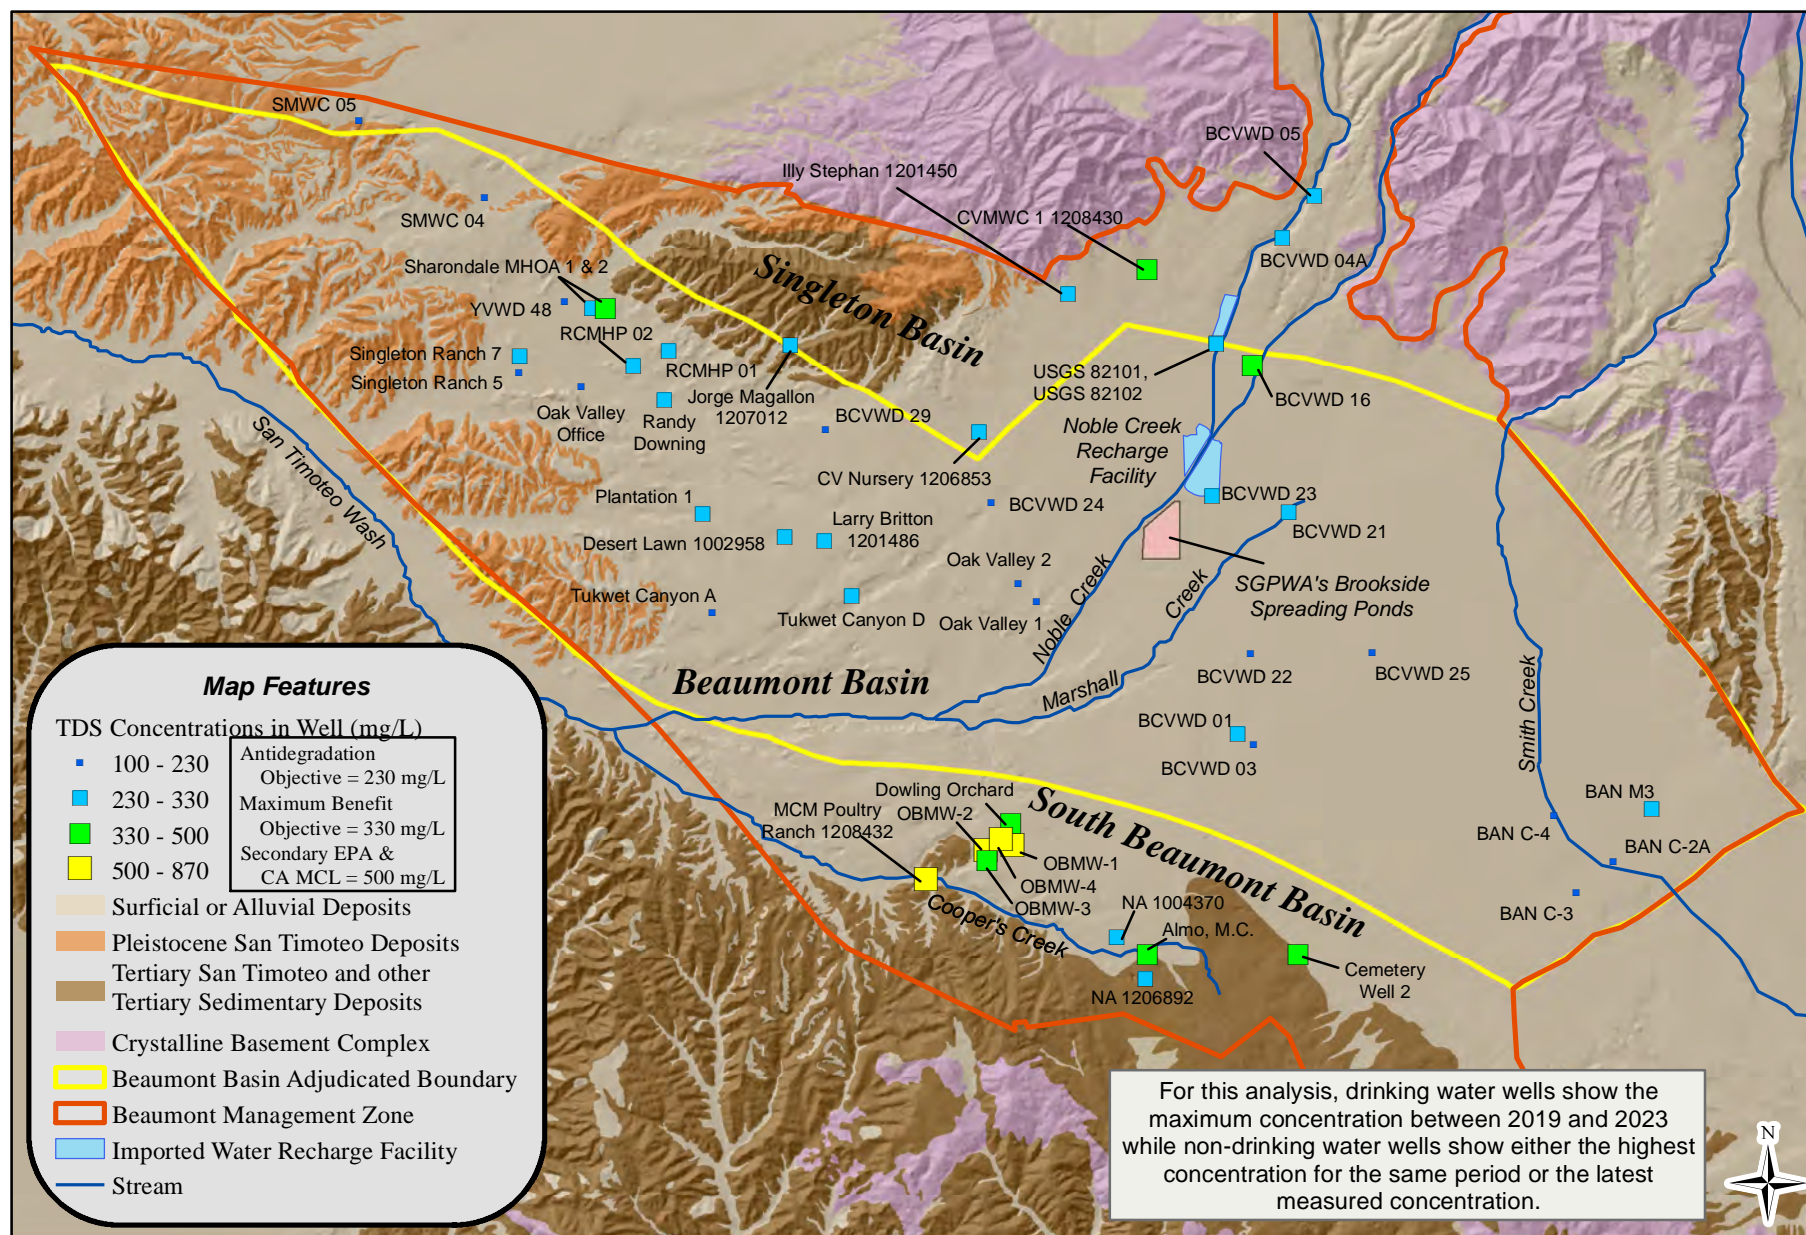 SMWC 05
BCVWD 05
Illy Stephan 1201450
SMWC 04
CVMWC 1 1208430
BCVWD 04A
Singleton Basin
Sharondale MHOA 1 & 2
YVWD 48
RCMHP 02
Singleton Ranch 7
Singleton Ranch 5
RCMHP 01
Jorge Magallon
1207012
USGS 82101,
USGS 82102
BCVWD 16
Oak Valley
Office
Randy
Downing
BCVWD 29
Noble Creek
Recharge
Facility
San Timoteo Wash
CV Nursery 1206853
Plantation 1
BCVWD 24
BCVWD 23
Larry Britton
1201486
Desert Lawn 1002958
BCVWD 21
Oak Valley 2
Tukwet Canyon A
SGPWA's Brookside
Spreading Ponds
Tukwet Canyon D
Oak Valley 1
Noble Creek
Marshall
Creek
BCVWD 22
BCVWD 25
Beaumont Basin
Smith Creek
BCVWD 01
BCVWD 03
Dowling Orchard
MCM Poultry
Ranch 1208432
OBMW-2
South Beaumont Basin
BAN M3
BAN C-4
BAN C-2A
OBMW-1
OBMW-4
OBMW-3
BAN C-3
Cooper's Creek
NA 1004370
Almo, M.C.
Cemetery
Well 2
NA 1206892
Map Features
TDS Concentrations in Well (mg/L)
100 - 230
230 - 330
330 - 500
500 - 870
Antidegradation
Objective = 230 mg/L
Maximum Benefit
Objective = 330 mg/L
Secondary EPA &
CA MCL = 500 mg/L
Surficial or Alluvial Deposits
Pleistocene San Timoteo Deposits
Tertiary San Timoteo and other
Tertiary Sedimentary Deposits
Crystalline Basement Complex
Beaumont Basin Adjudicated Boundary
Beaumont Management Zone
Imported Water Recharge Facility
Stream
For this analysis, drinking water wells show the
maximum concentration between 2019 and 2023
while non-drinking water wells show either the highest
concentration for the same period or the latest
measured concentration.
N